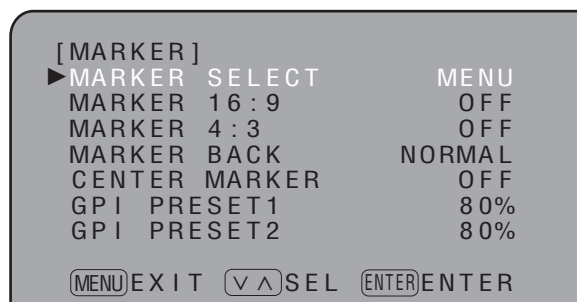 [MARKER]
▶MARKER SELECT MENU
MARKER 16:9 OFF
MARKER 4:3 OFF
MARKER BACK NORMAL
CENTER MARKER OFF
GPI PRESET1 80%
GPI PRESET2 80%
MENU EXIT ∨∧ SEL ENTER ENTER